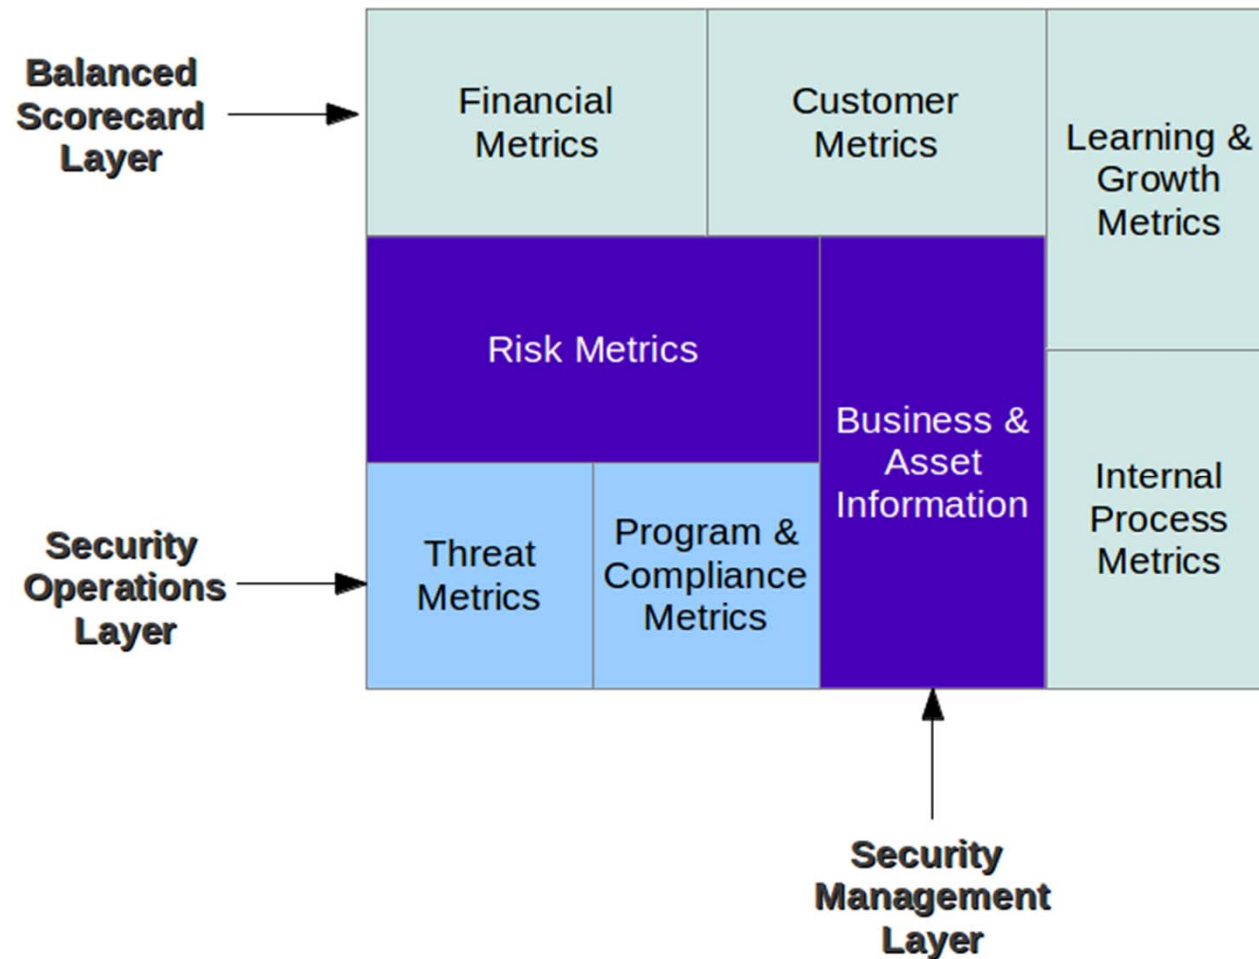 Balanced
Scorecard
Layer
Financial
Metrics
Customer
Metrics
Learning &
Growth
Metrics
Risk Metrics
Business &
Asset
Information
Internal
Process
Metrics
Security
Operations
Layer
Threat
Metrics
Program &
Compliance
Metrics
Security
Management
Layer